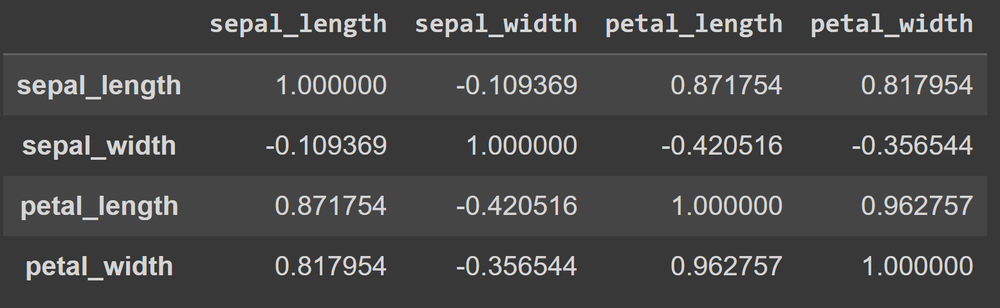 sepal_length sepal_width petal_length petal_width
sepal_length 1.000000 -0.109369 0.871754 0.817954
sepal_width -0.109369 1.000000 -0.420516 -0.356544
petal_length 0.871754 -0.420516 1.000000 0.962757
petal_width 0.817954 -0.356544 0.962757 1.000000